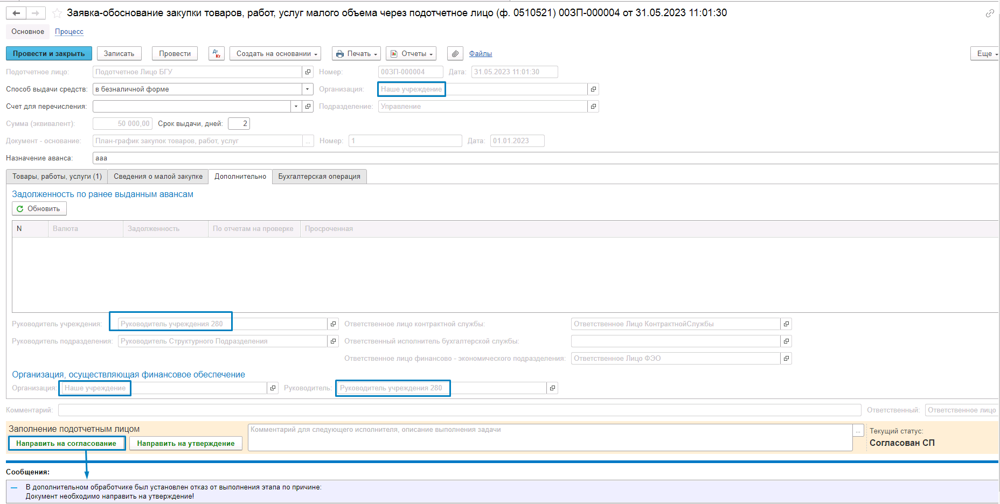 Заявка-обоснование закупки товаров, работ, услуг малого объема через подотчетное лицо (ф. 0510521) 00ЗП-000004 от 31.05.2023 11:01:30
Основное Процесс
Провести и закрыть Записать Провести Дт Кт Создать на основании Печать Отчеты Файлы Еще
Подотчетное лицо: Подотчетное Лицо БГУ Номер: 00ЗП-000004 Дата: 31.05.2023 11:01:30
Способ выдачи средств: в безналичной форме Организация: Наше учреждение
Счет для перечисления: Подразделение: Управление
Сумма (эквивалент): 50 000,00 Срок выдачи, дней: 2
Документ - основание: План-график закупок товаров, работ, услуг ... Номер: 1 Дата: 01.01.2023
Назначение аванса: ааа
Товары, работы, услуги (1) Сведения о малой закупке Дополнительно Бухгалтерская операция
Задолженность по ранее выданным авансам
Обновить
N Валюта Задолженность По отчетам на проверке Просроченная
Руководитель учреждения: Руководитель учреждения 280 Ответственное лицо контрактной службы: Ответственное Лицо КонтрактнойСлужбы
Руководитель подразделения: Руководитель Структурного Подразделения Ответственный исполнитель бухгалтерской службы:
Ответственное лицо финансово - экономического подразделения: Ответственное Лицо ФЭО
Организация, осуществляющая финансовое обеспечение
Организация: Наше учреждение Руководитель: Руководитель учреждения 280
Комментарий: Ответственный: Ответственное лицо
Заполнение подотчетным лицом Комментарий для следующего исполнителя, описание выполнения задачи ... Текущий статус:
Направить на согласование Направить на утверждение Согласован СП
Сообщения:
В дополнительном обработчике был установлен отказ от выполнения этапа по причине:
Документ необходимо направить на утверждение!